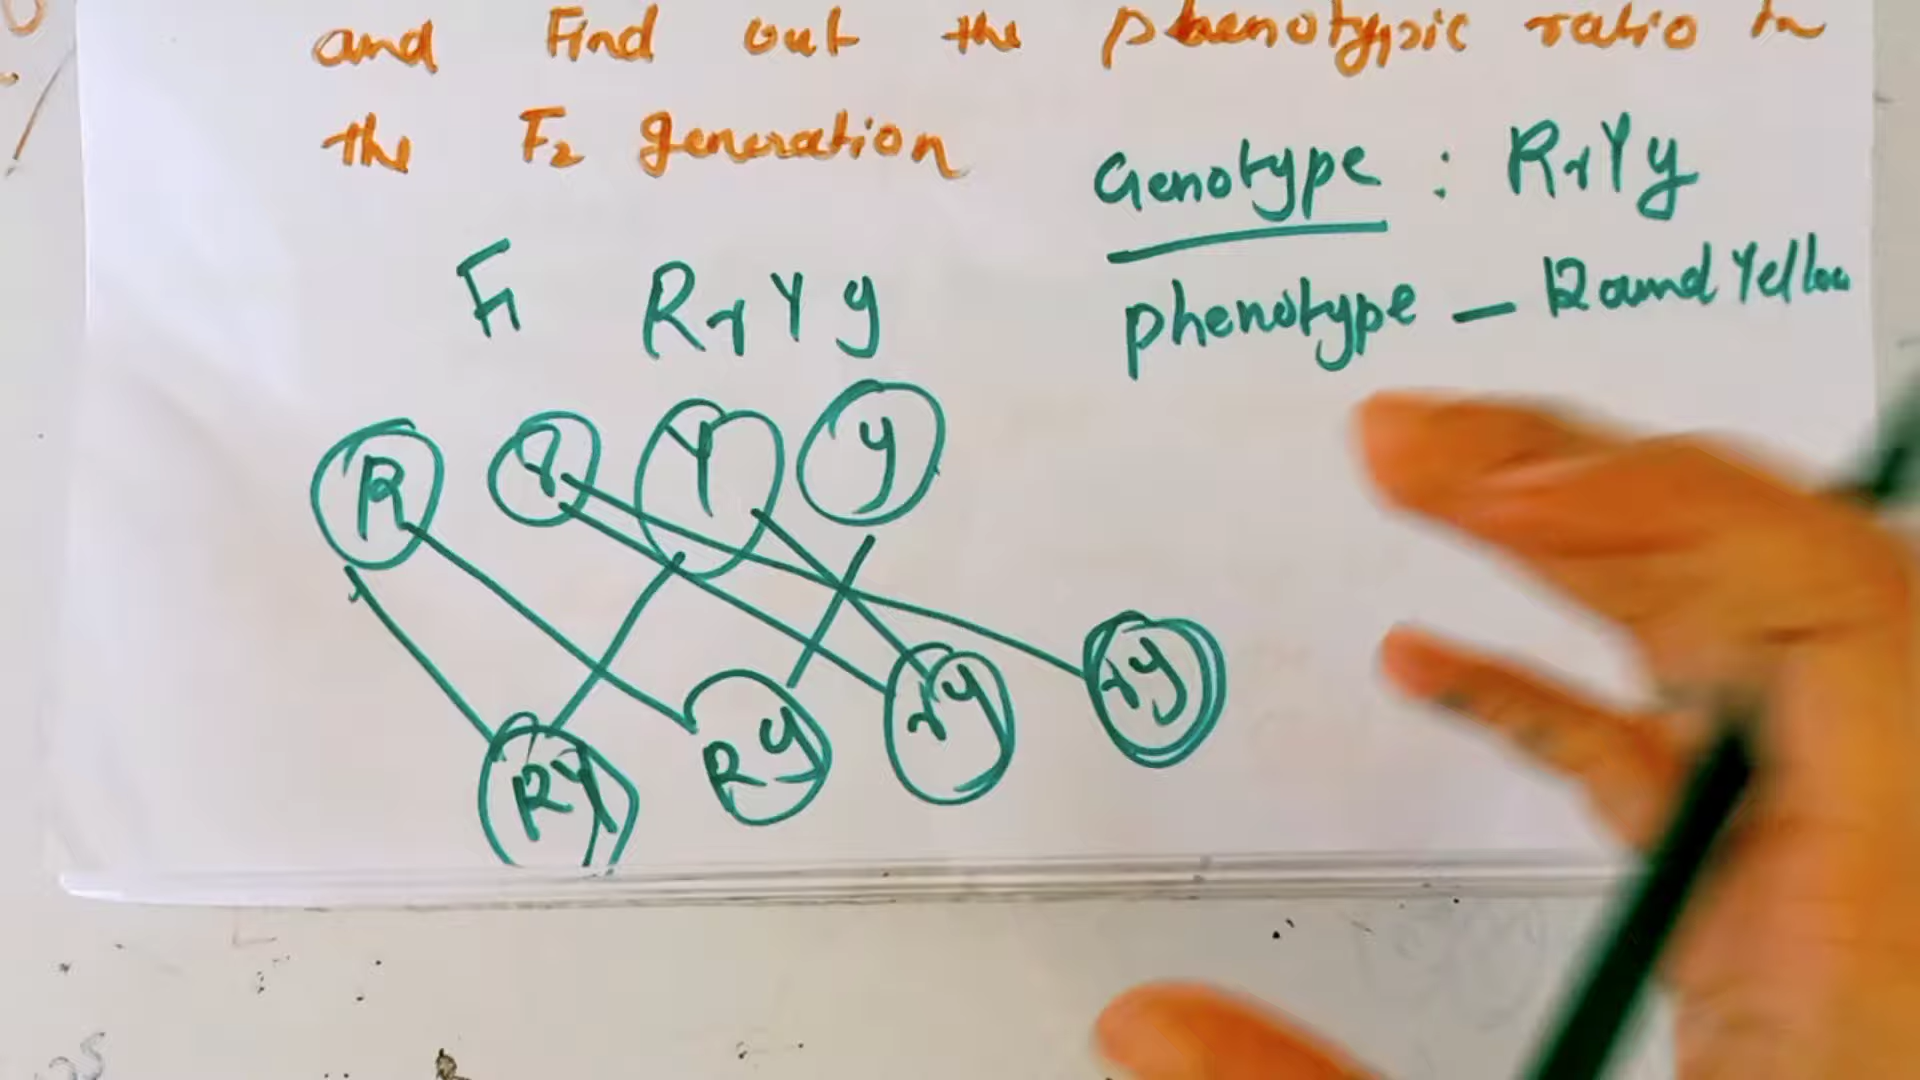 and Find out the phenotypic ratio in
the F2 generation
Genotype : RrYy
F1 RrYy
phenotype — Round Yellow
R r Y y
RY Ry rY ry